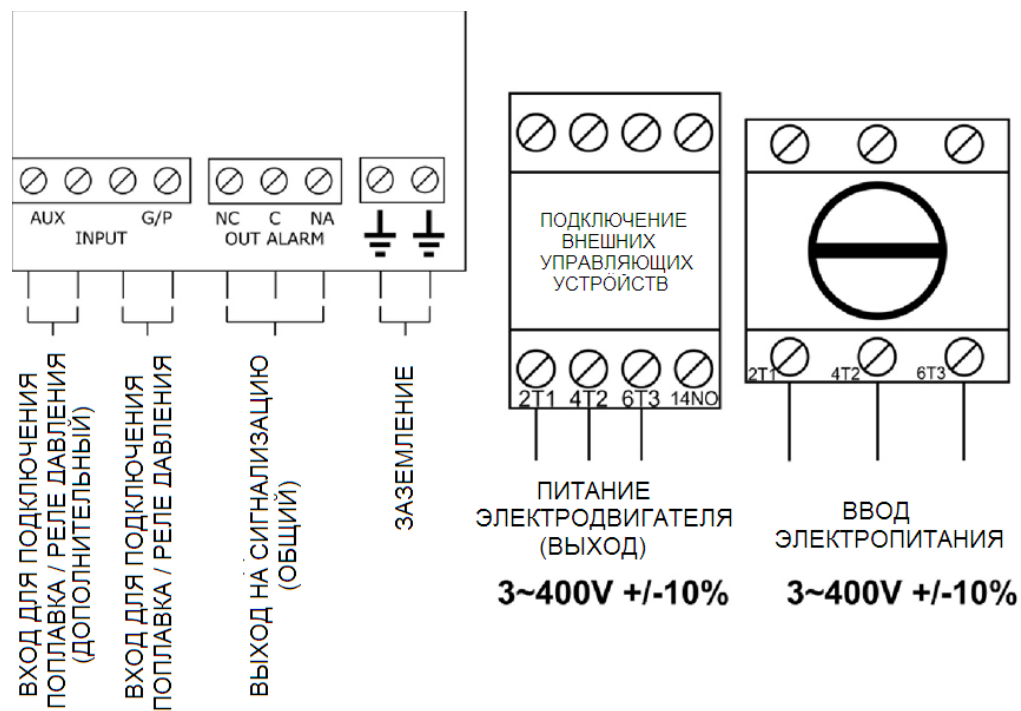 AUX
G/P
INPUT
NC
C
NA
OUT ALARM
ВХОД ДЛЯ ПОДКЛЮЧЕНИЯ
ПОПЛАВКА / РЕЛЕ ДАВЛЕНИЯ
(ДОПОЛНИТЕЛЬНЫЙ)
ВХОД ДЛЯ ПОДКЛЮЧЕНИЯ
ПОПЛАВКА / РЕЛЕ ДАВЛЕНИЯ
ВЫХОД НА СИГНАЛИЗАЦИЮ
(ОБЩИЙ)
ЗАЗЕМЛЕНИЕ
ПОДКЛЮЧЕНИЕ
ВНЕШНИХ
УПРАВЛЯЮЩИХ
УСТРОЙСТВ
2T1 4T2 6T3 14NO
ПИТАНИЕ
ЭЛЕКТРОДВИГАТЕЛЯ
(ВЫХОД)
3~400V +/-10%
2T1 4T2 6T3
ВВОД
ЭЛЕКТРОПИТАНИЯ
3~400V +/-10%